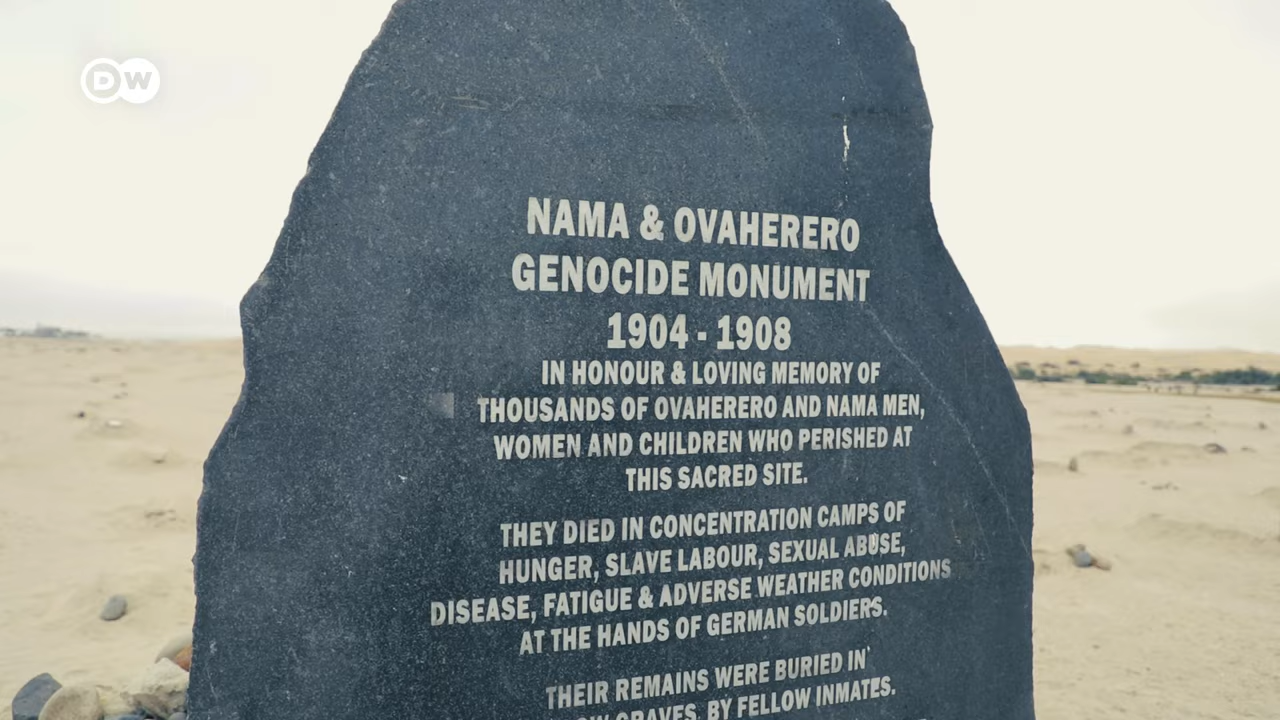 DW
NAMA & OVAHERERO
GENOCIDE MONUMENT
1904 - 1908
IN HONOUR & LOVING MEMORY OF
THOUSANDS OF OVAHERERO AND NAMA MEN,
WOMEN AND CHILDREN WHO PERISHED AT
THIS SACRED SITE.
THEY DIED IN CONCENTRATION CAMPS OF
HUNGER, SLAVE LABOUR, SEXUAL ABUSE,
DISEASE, FATIGUE & ADVERSE WEATHER CONDITIONS
AT THE HANDS OF GERMAN SOLDIERS.
THEIR REMAINS WERE BURIED IN
GRAVES, BY FELLOW INMATES.